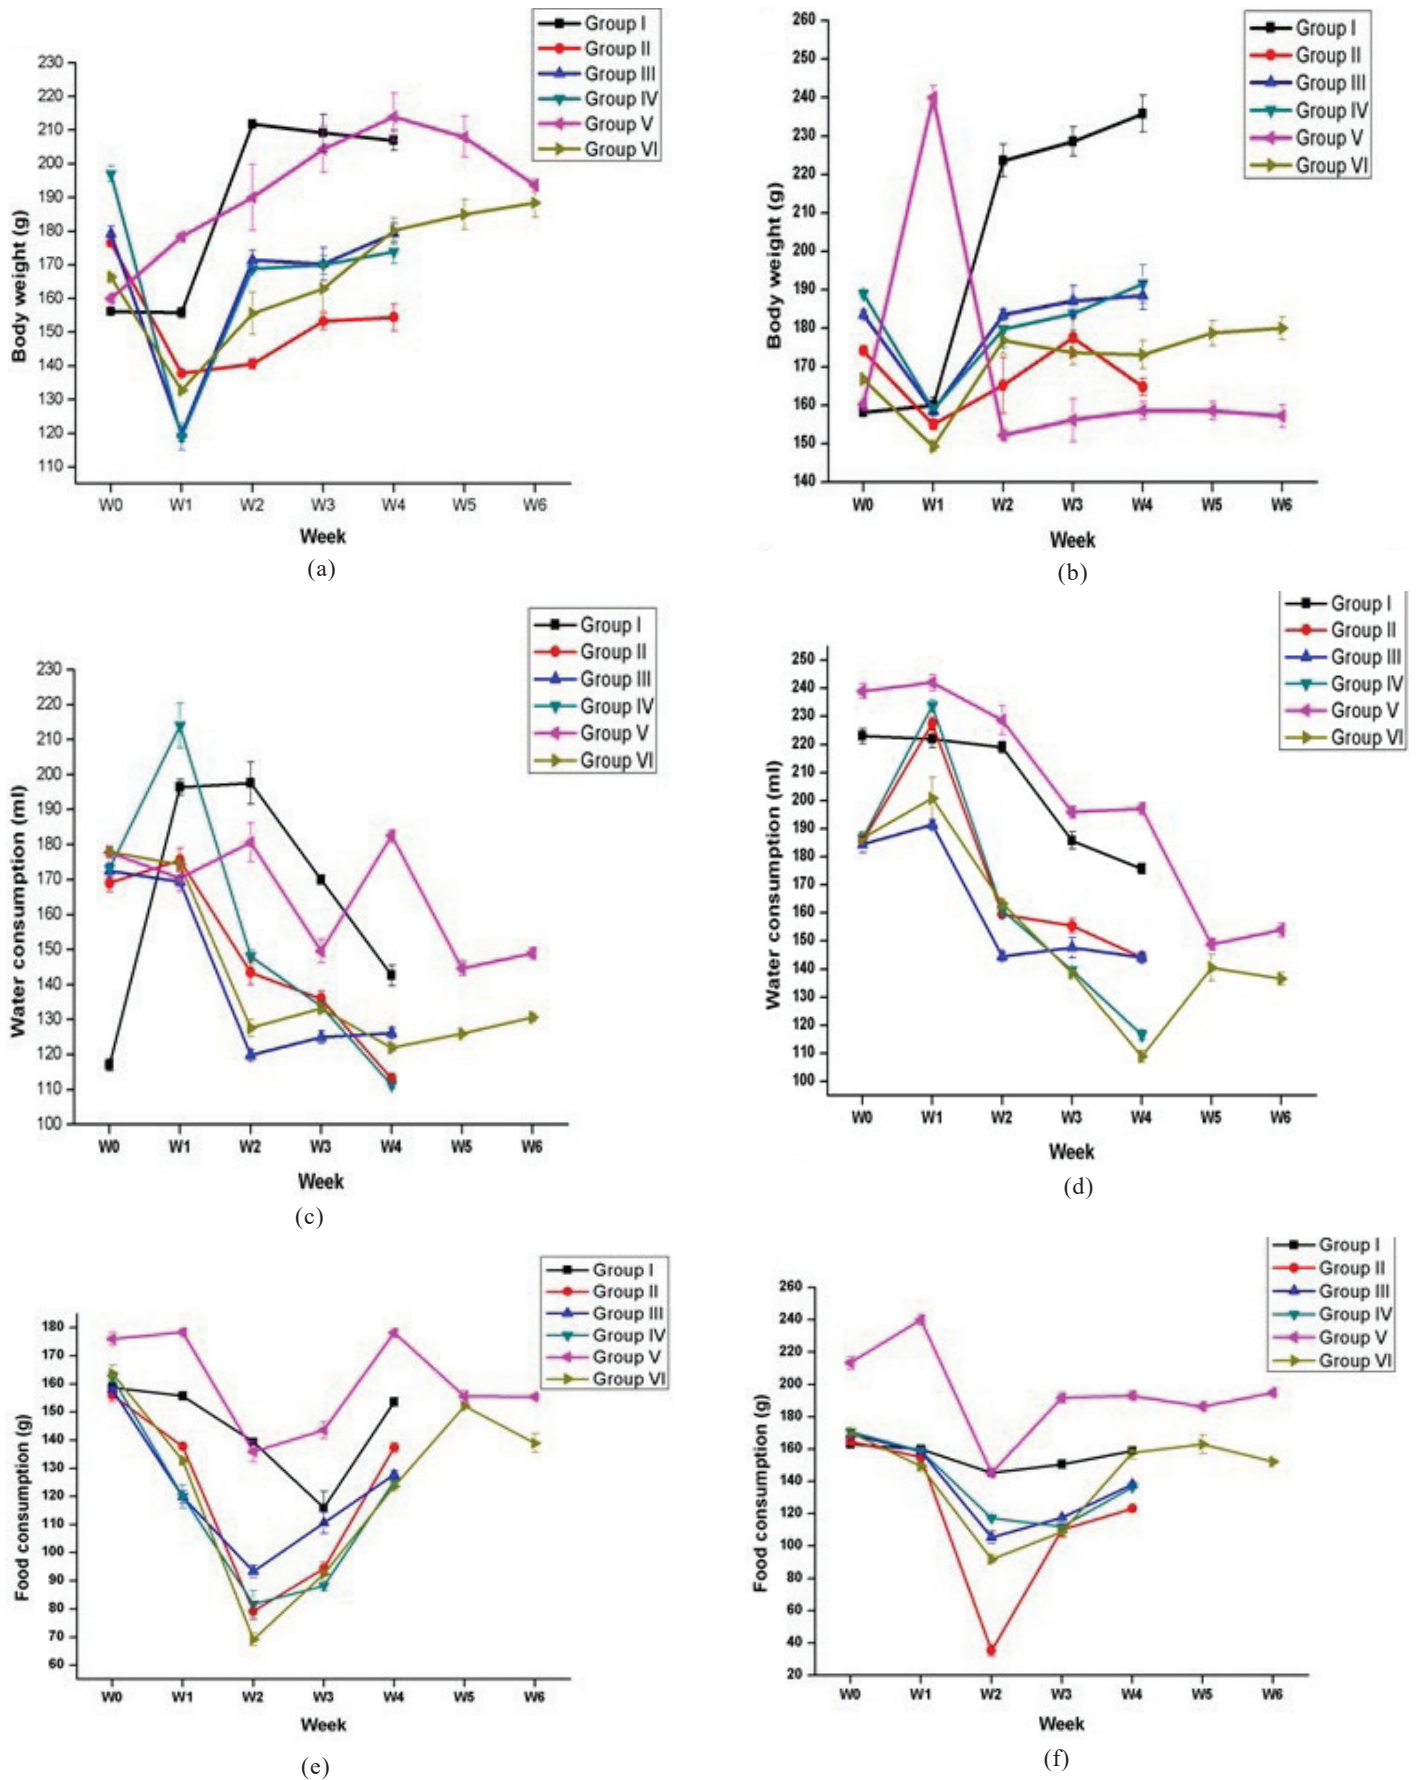 Group I
Group II
Group III
Group IV
Group V
Group VI
230
220
210
200
190
180
170
160
150
140
130
120
110
Body weight (g)
W0 W1 W2 W3 W4 W5 W6
Week
(a)
Group I
Group II
Group III
Group IV
Group V
Group VI
260
250
240
230
220
210
200
190
180
170
160
150
140
Body weight (g)
W0 W1 W2 W3 W4 W5 W6
Week
(b)
Group I
Group II
Group III
Group IV
Group V
Group VI
230
220
210
200
190
180
170
160
150
140
130
120
110
100
Water consumption (ml)
W0 W1 W2 W3 W4 W5 W6
Week
(c)
Group I
Group II
Group III
Group IV
Group V
Group VI
250
240
230
220
210
200
190
180
170
160
150
140
130
120
110
100
Water consumption (ml)
W0 W1 W2 W3 W4 W5 W6
Week
(d)
Group I
Group II
Group III
Group IV
Group V
Group VI
180
170
160
150
140
130
120
110
100
90
80
70
60
Food consumption (g)
W0 W1 W2 W3 W4 W5 W6
Week
(e)
Group I
Group II
Group III
Group IV
Group V
Group VI
260
240
220
200
180
160
140
120
100
80
60
40
20
Food consumption (g)
W0 W1 W2 W3 W4 W5 W6
Week
(f)